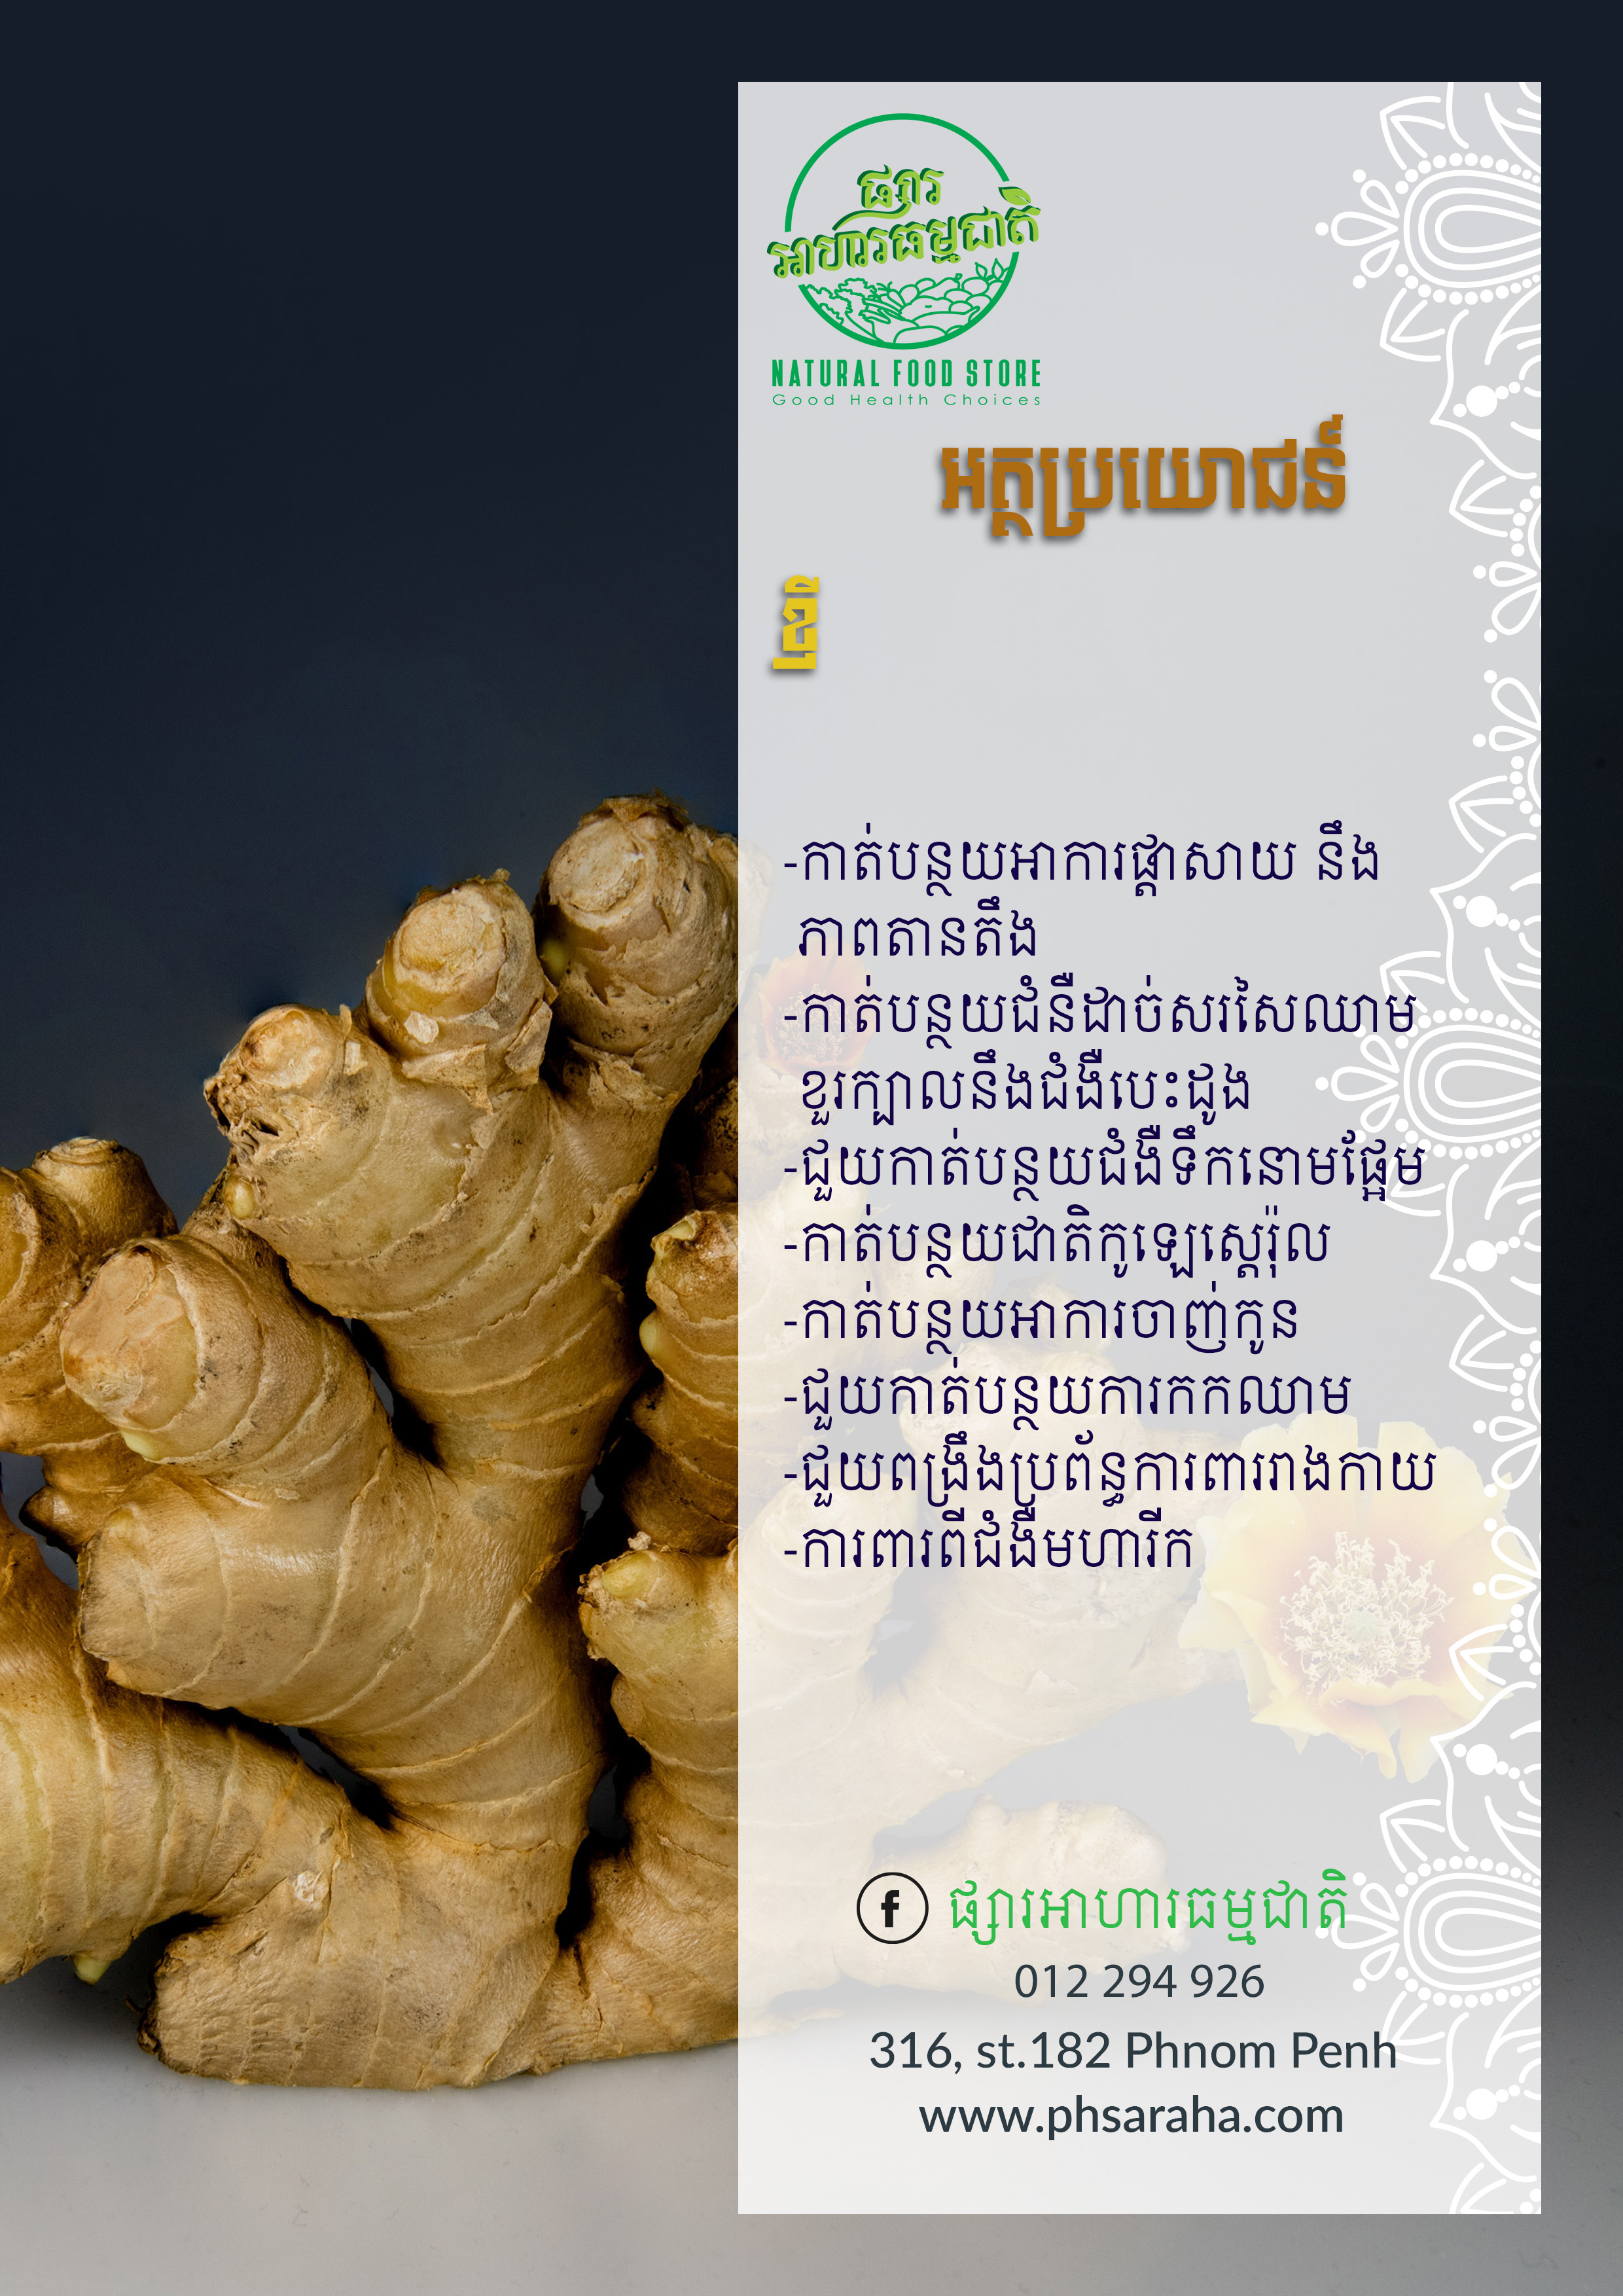 ផ្សារ
អាហារធម្មជាតិ
NATURAL FOOD STORE
Good Health Choices
អត្ថប្រយោជន៍
នៃខ្ញី
-កាត់បន្ថយអាការផ្ដាសាយ នឹង
ភាពតានតឹង
-កាត់បន្ថយជំនឺដាច់សរសៃឈាម
ខួរក្បាលនឹងជំងឺបេះដូង
-ជួយកាត់បន្ថយជំងឺទឹកនោមផ្អែម
-កាត់បន្ថយជាតិកូឡេស្តេរ៉ុល
-កាត់បន្ថយអាការចាញ់កូន
-ជួយកាត់បន្ថយការកកឈាម
-ជួយពង្រឹងប្រព័ន្ធការពាររាងកាយ
-ការពារពីជំងឺមហារីក
ផ្សារអាហារធម្មជាតិ
012 294 926
316, st.182 Phnom Penh
www.phsaraha.com